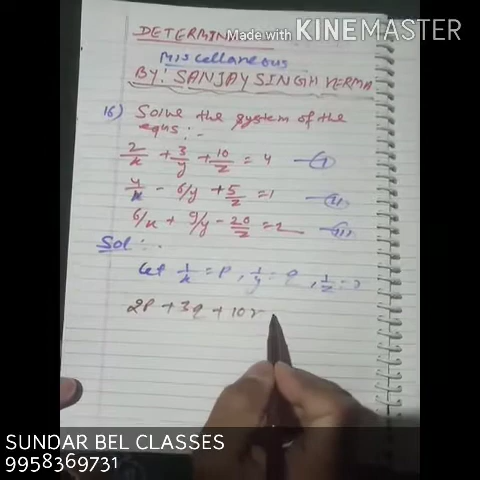 DETERMIN
Made with KINEMASTER
Miscellaneous
BY: SANJAY SINGH VERMA
16) Solve the system of the
eqns :-
2/x + 3/y + 10/z = 4 —(I)
4/x - 6/y + 5/z = 1 —(II)
6/x + 9/y - 20/z = 2 —(III)
Sol :-
Let 1/x = p, 1/y = q, 1/z = r
2p + 3q + 10r
SUNDAR BEL CLASSES
9958369731